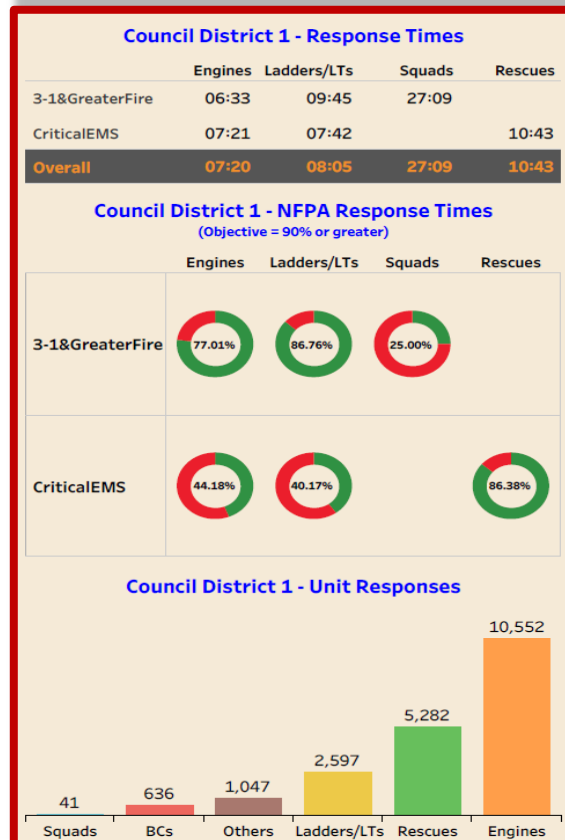 Council District 1 - Response Times
Engines Ladders/LTs Squads Rescues
3-1&GreaterFire 06:33 09:45 27:09
CriticalEMS 07:21 07:42 10:43
Overall 07:20 08:05 27:09 10:43
Council District 1 - NFPA Response Times
(Objective = 90% or greater)
Engines Ladders/LTs Squads Rescues
3-1&GreaterFire 77.01% 86.76% 25.00%
CriticalEMS 44.18% 40.17% 86.38%
Council District 1 - Unit Responses
10,552
5,282
2,597
1,047
636
41
Squads BCs Others Ladders/LTs Rescues Engines